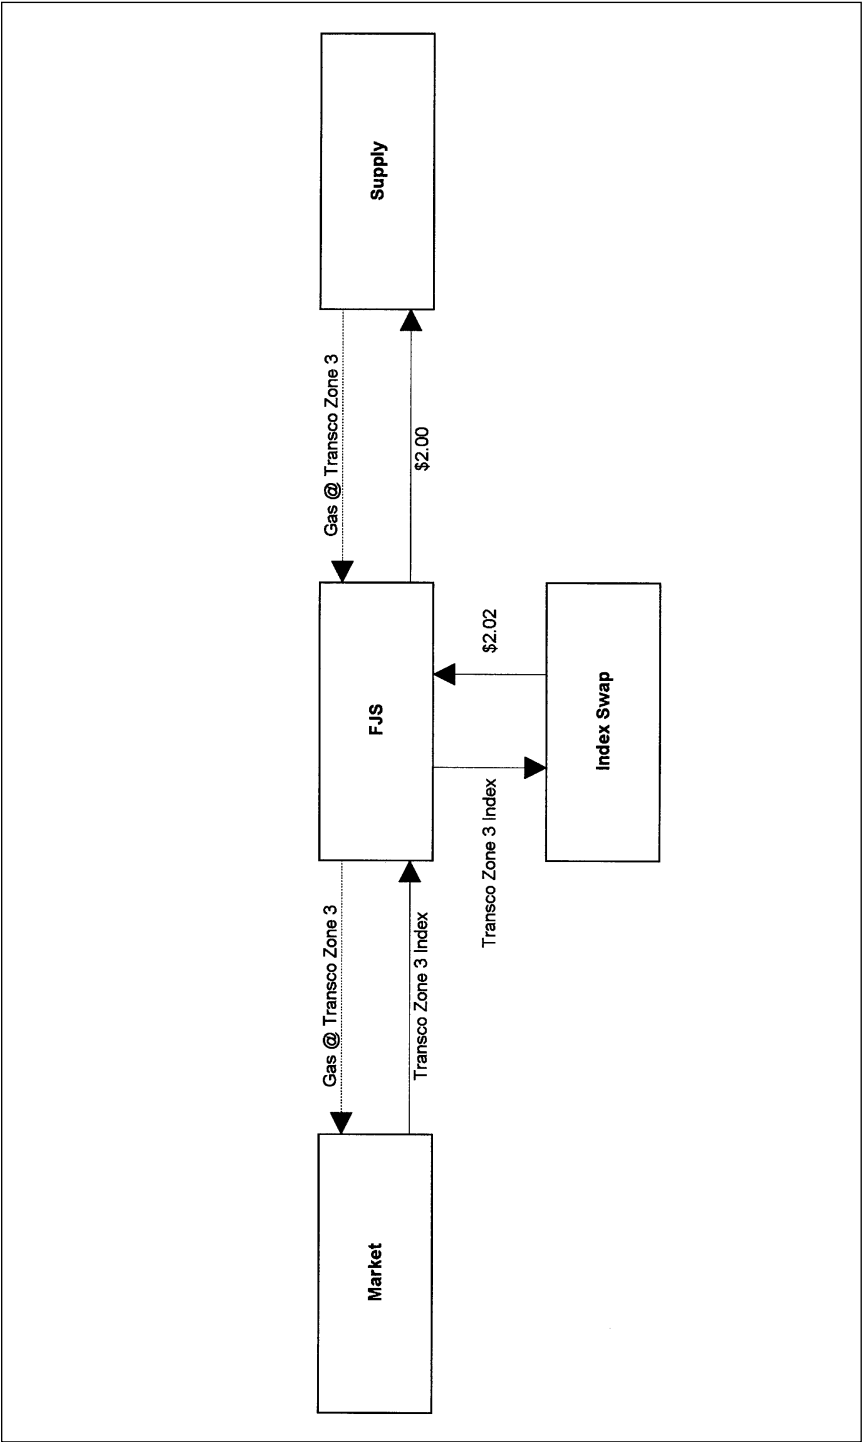 Market
Gas @ Transco Zone 3
Transco Zone 3 Index
FJS
Gas @ Transco Zone 3
$2.00
Supply
Transco Zone 3 Index
$2.02
Index Swap